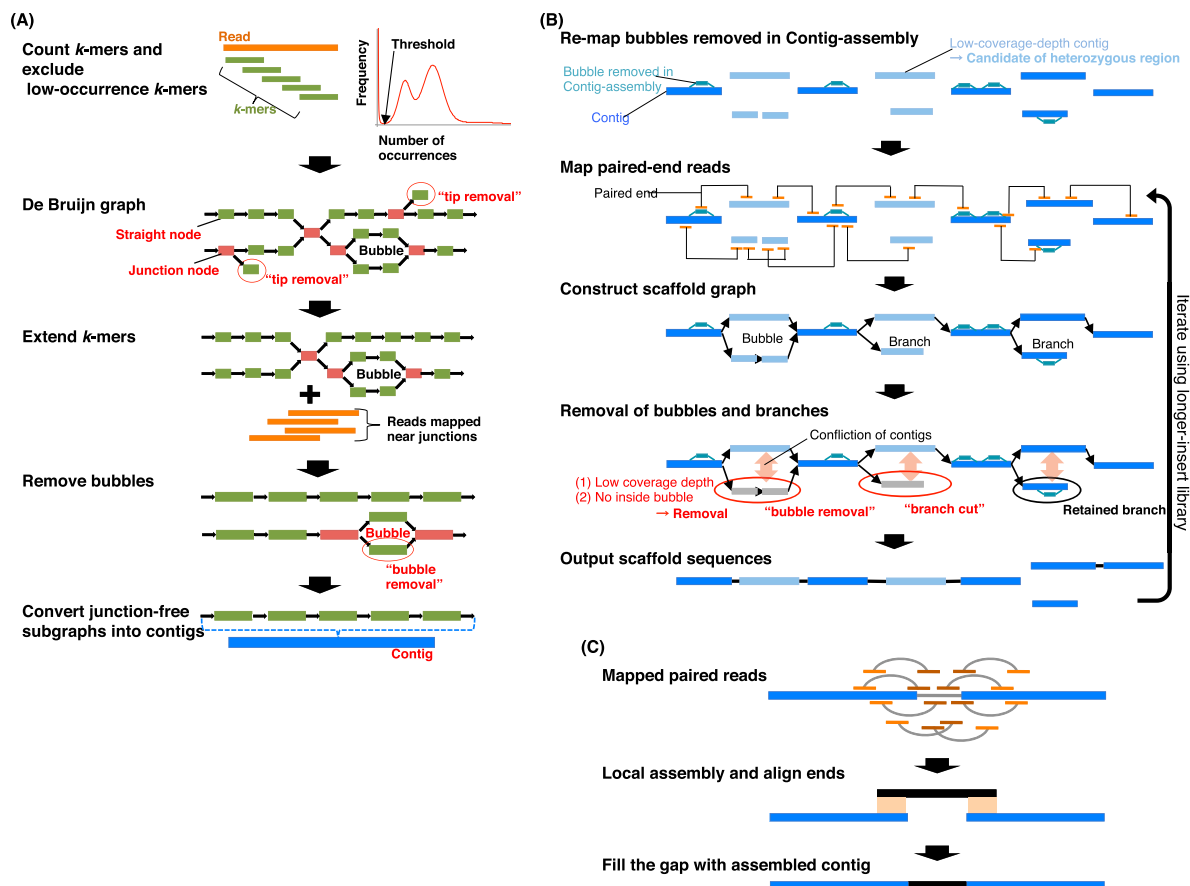 (A)
Count k-mers and
exclude
low-occurrence k-mers
Read
k-mers
Frequency
Threshold
Number of
occurrences
De Bruijn graph
"tip removal"
Straight node
Bubble
Junction node
"tip removal"
Extend k-mers
Bubble
Reads mapped
near junctions
Remove bubbles
Bubble
"bubble
removal"
Convert junction-free
subgraphs into contigs
Contig
(B)
Re-map bubbles removed in Contig-assembly
Low-coverage-depth contig
→ Candidate of heterozygous region
Bubble removed in
Contig-assembly
Contig
Map paired-end reads
Paired end
Construct scaffold graph
Bubble
Branch
Branch
Removal of bubbles and branches
Confliction of contigs
(1) Low coverage depth
(2) No inside bubble
→ Removal
"bubble removal"
"branch cut"
Retained branch
Output scaffold sequences
Iterate using longer-insert library
(C)
Mapped paired reads
Local assembly and align ends
Fill the gap with assembled contig